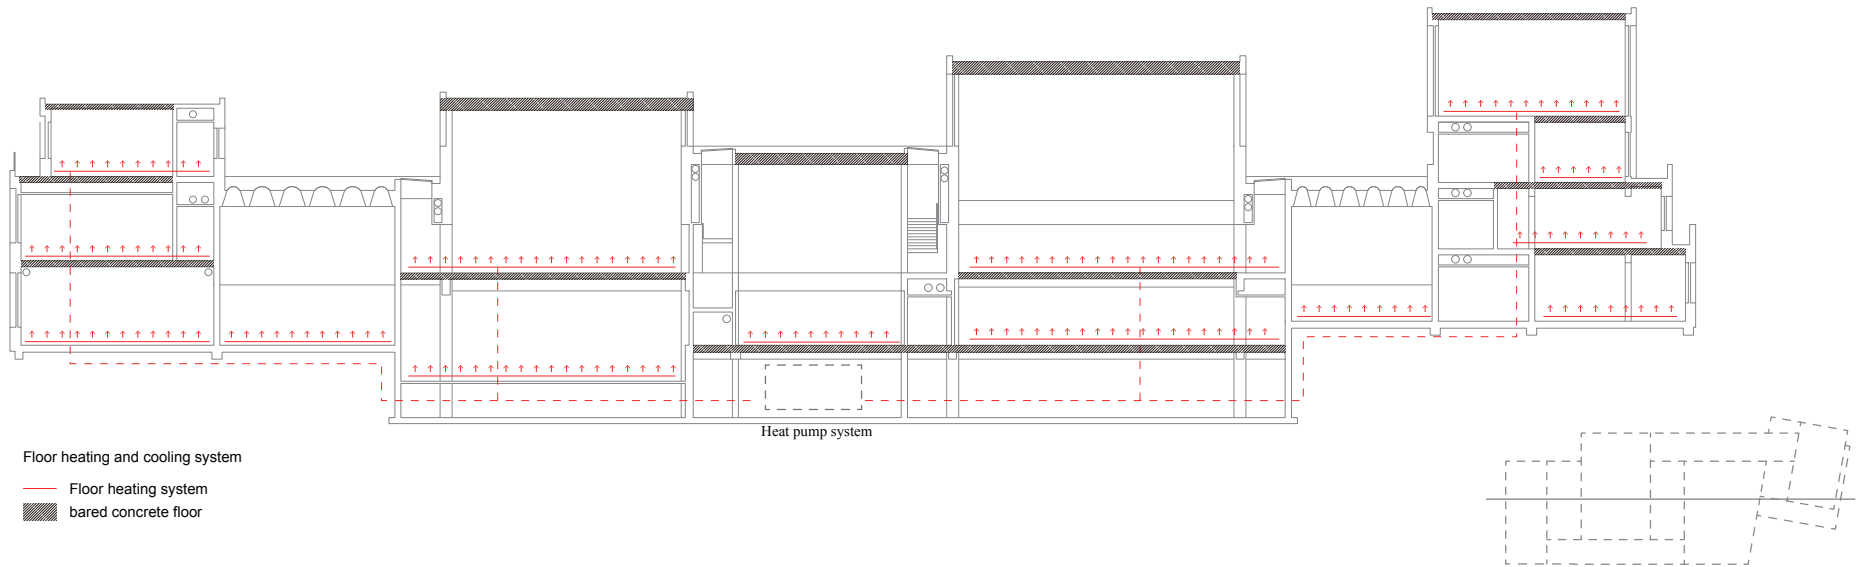 Heat pump system
Floor heating and cooling system
Floor heating system
bared concrete floor